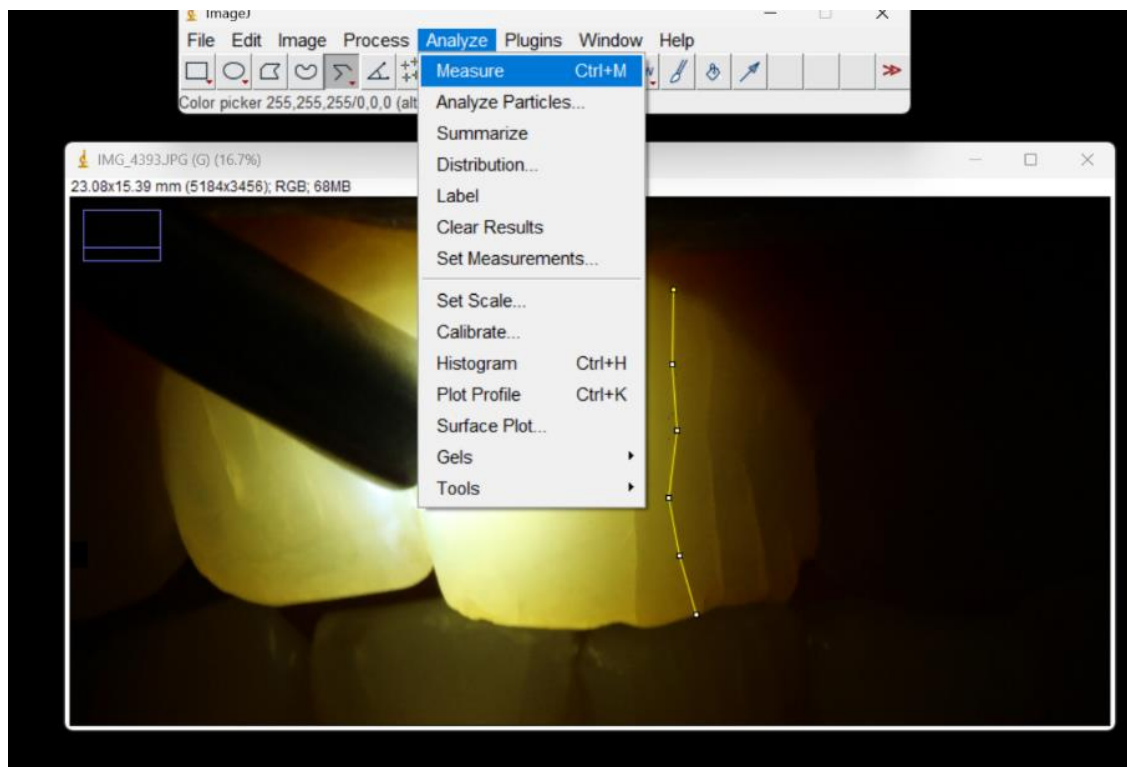 ImageJ
File Edit Image Process Analyze Plugins Window Help
Color picker 255,255,255/0,0,0 (alt
Measure Ctrl+M
Analyze Particles...
Summarize
Distribution...
Label
Clear Results
Set Measurements...
Set Scale...
Calibrate...
Histogram Ctrl+H
Plot Profile Ctrl+K
Surface Plot...
Gels
Tools
IMG_4393.JPG (G) (16.7%)
23.08x15.39 mm (5184x3456); RGB; 68MB